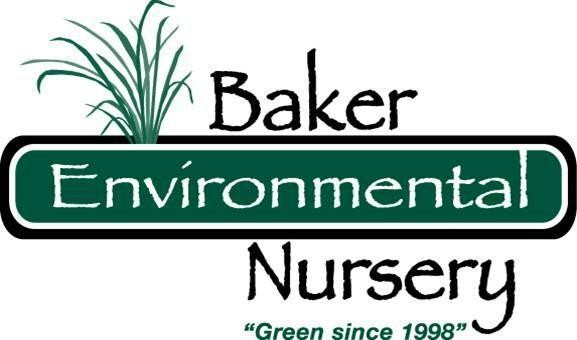 Baker
Environmental
Nursery
“Green since 1998”